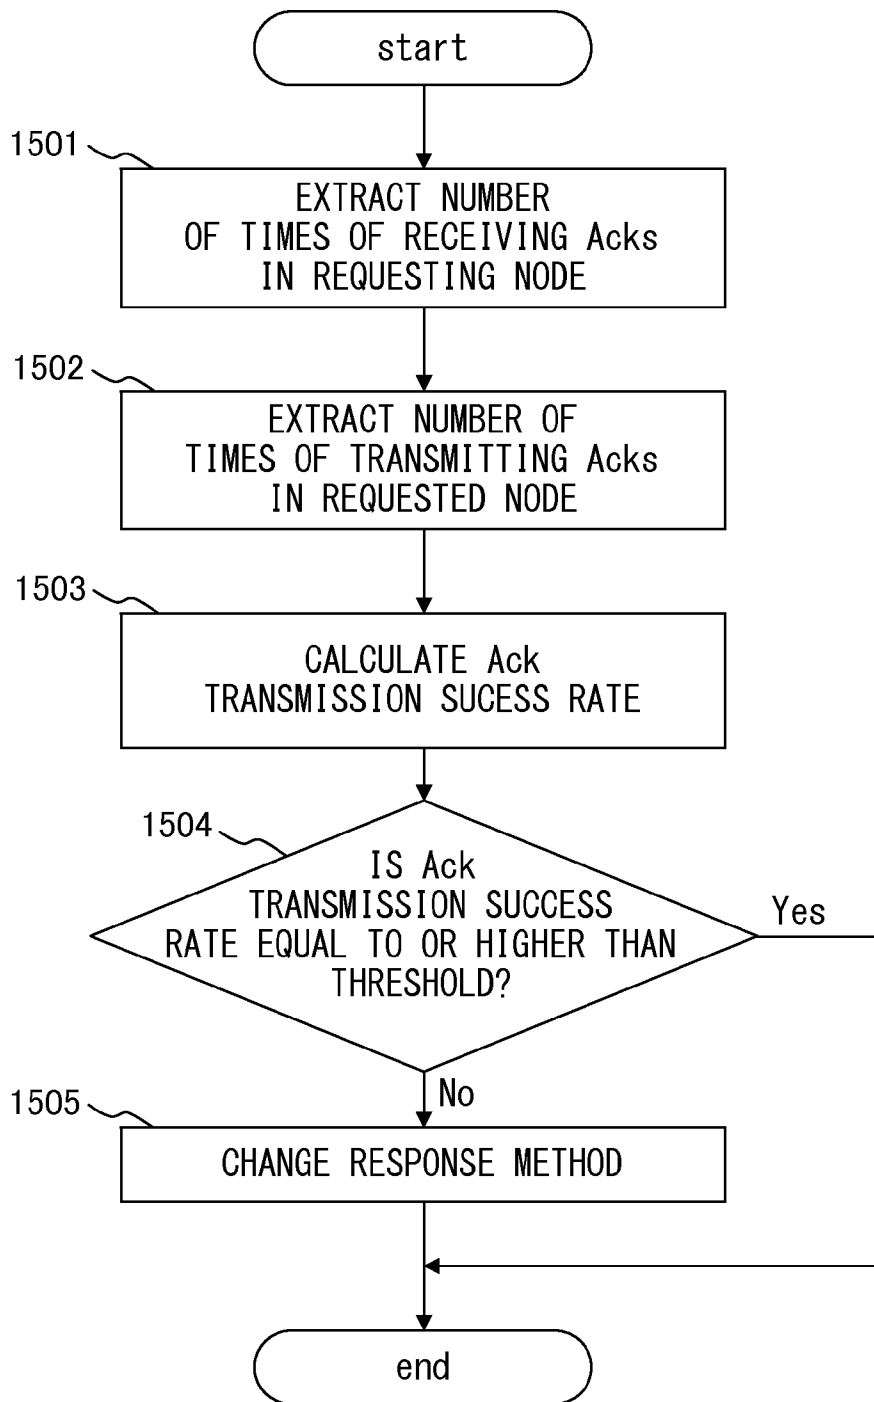 start
1501
EXTRACT NUMBER
OF TIMES OF RECEIVING Acks
IN REQUESTING NODE
1502
EXTRACT NUMBER OF
TIMES OF TRANSMITTING Acks
IN REQUESTED NODE
1503
CALCULATE Ack
TRANSMISSION SUCESS RATE
1504
IS Ack
TRANSMISSION SUCCESS
RATE EQUAL TO OR HIGHER THAN
THRESHOLD?
Yes
No
1505
CHANGE RESPONSE METHOD
end